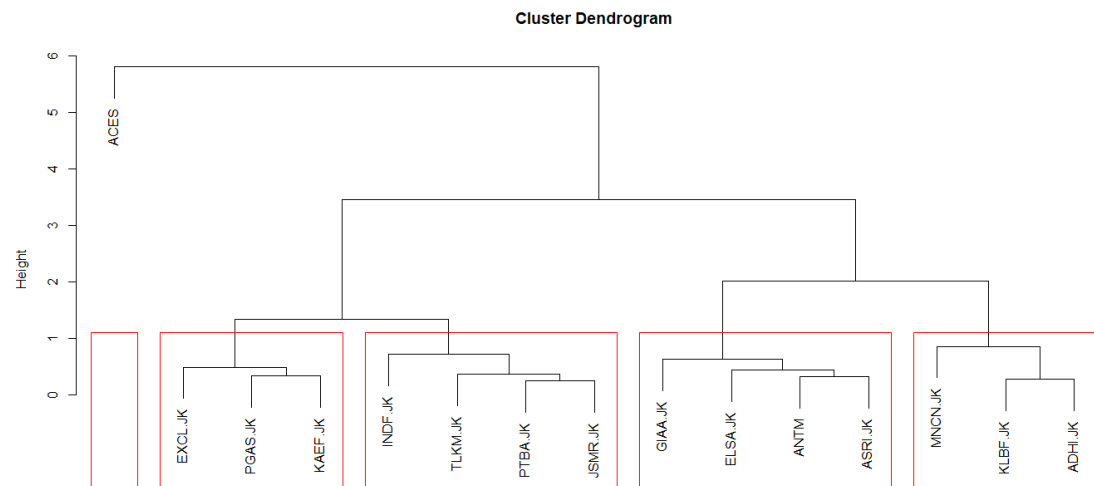 Cluster Dendrogram
Height
6
5
4
3
2
1
0
ACES
EXCL.JK
PGAS.JK
KAEF.JK
INDF.JK
TLKM.JK
PTBA.JK
JSMR.JK
GIAA.JK
ELSA.JK
ANTM
ASRI.JK
MNCN.JK
KLBF.JK
ADHI.JK